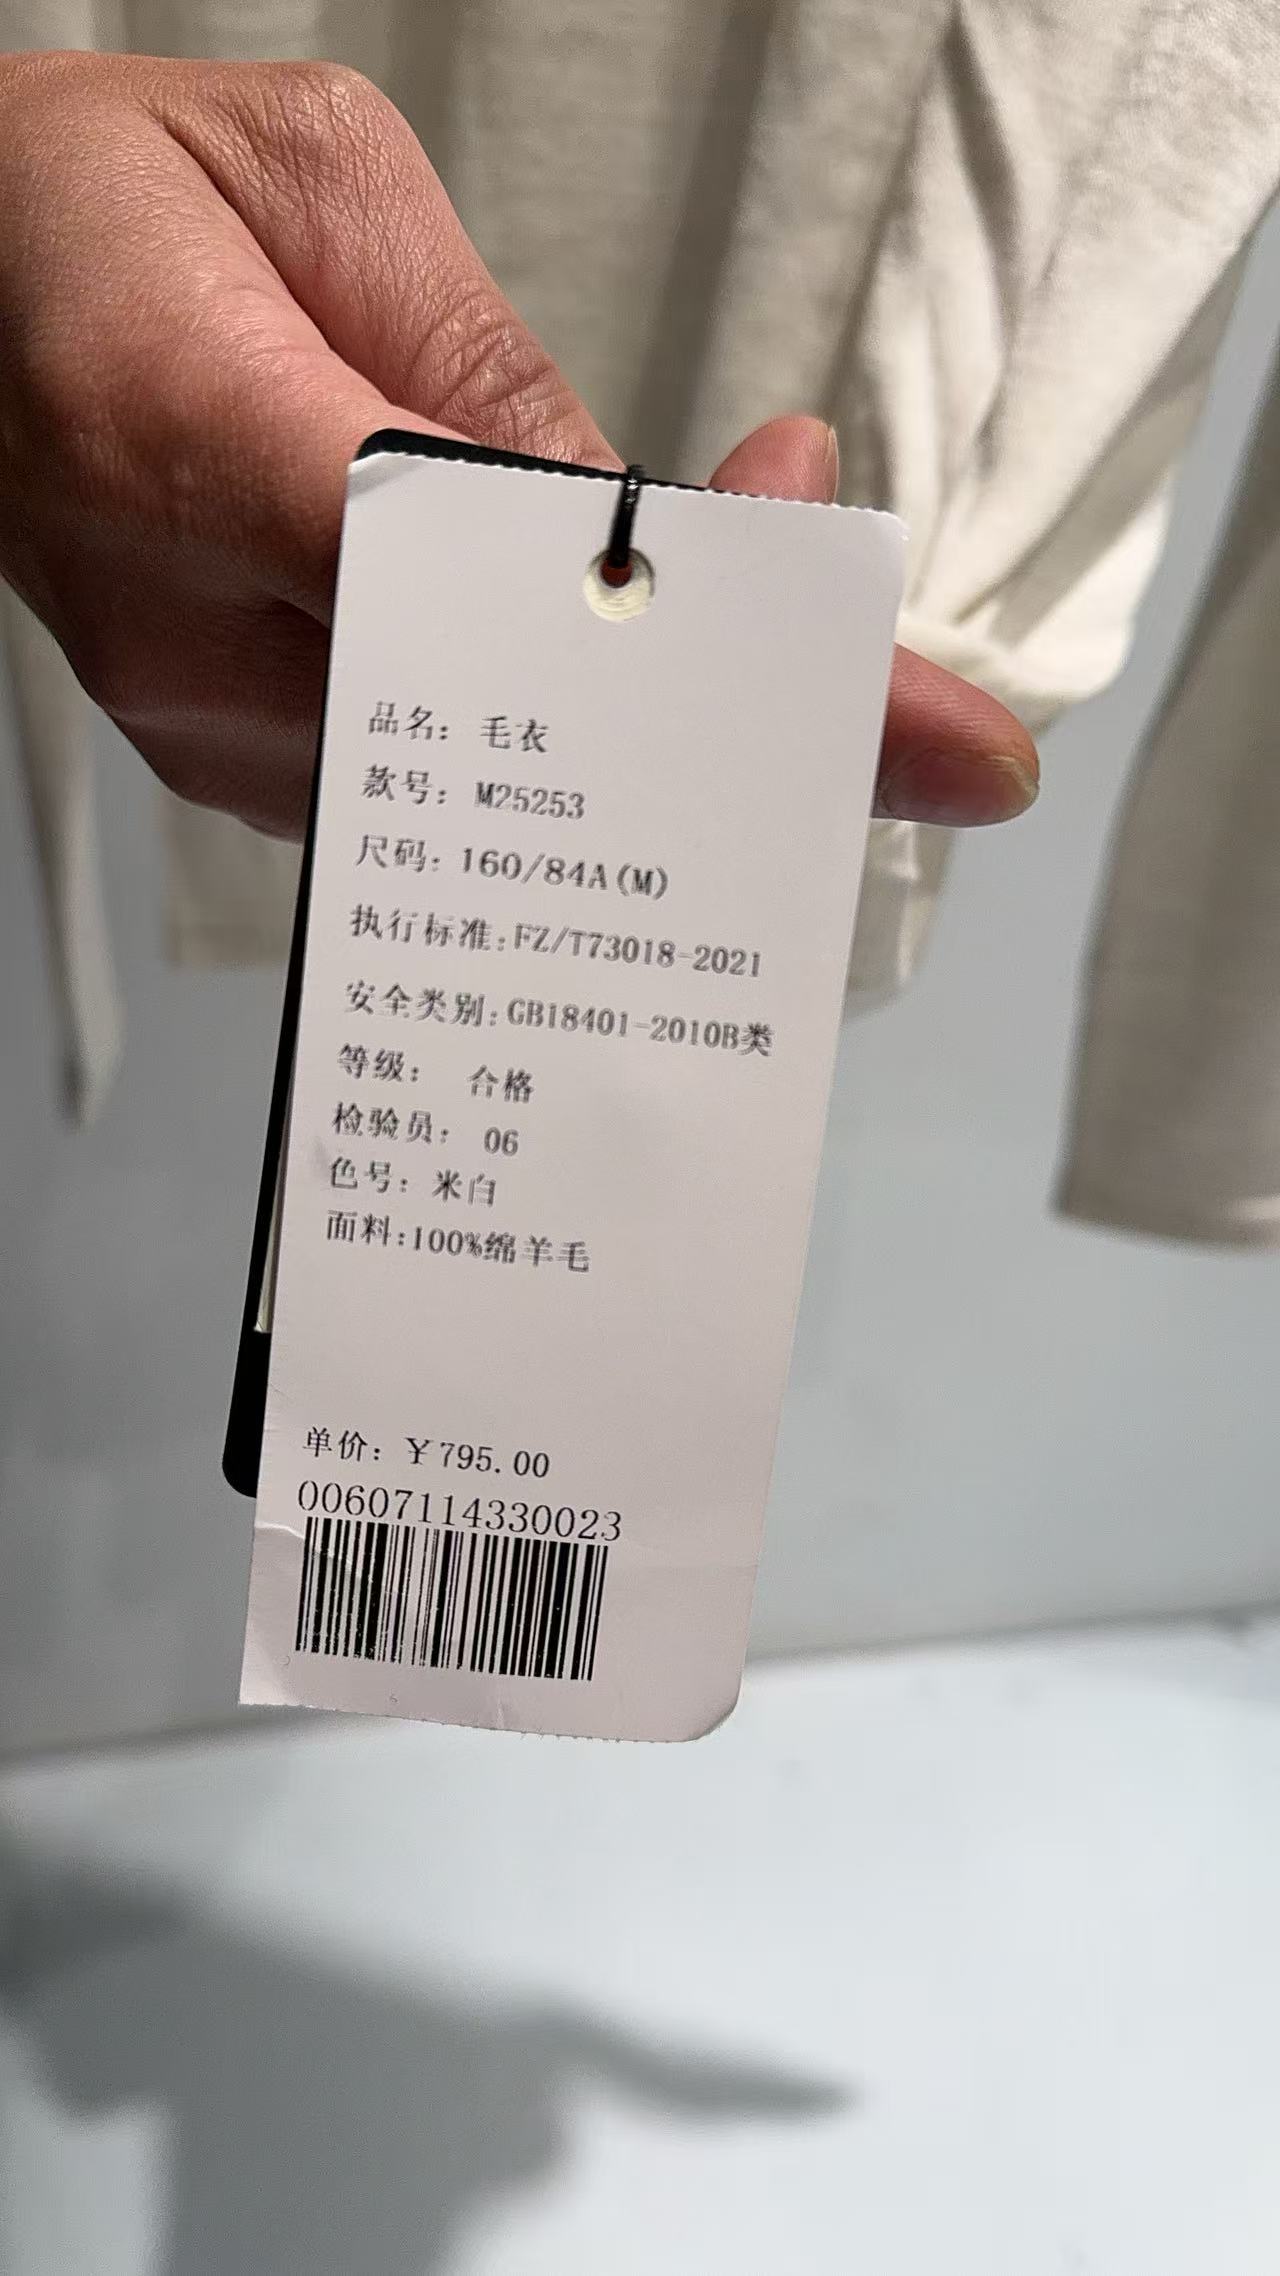 品名：毛衣
款号：M25253
尺码：160/84A(M)
执行标准:FZ/T73018-2021
安全类别:GB18401-2010B类
等级：合格
检验员：06
色号：米白
面料:100%绵羊毛
单价：￥795.00
00607114330023